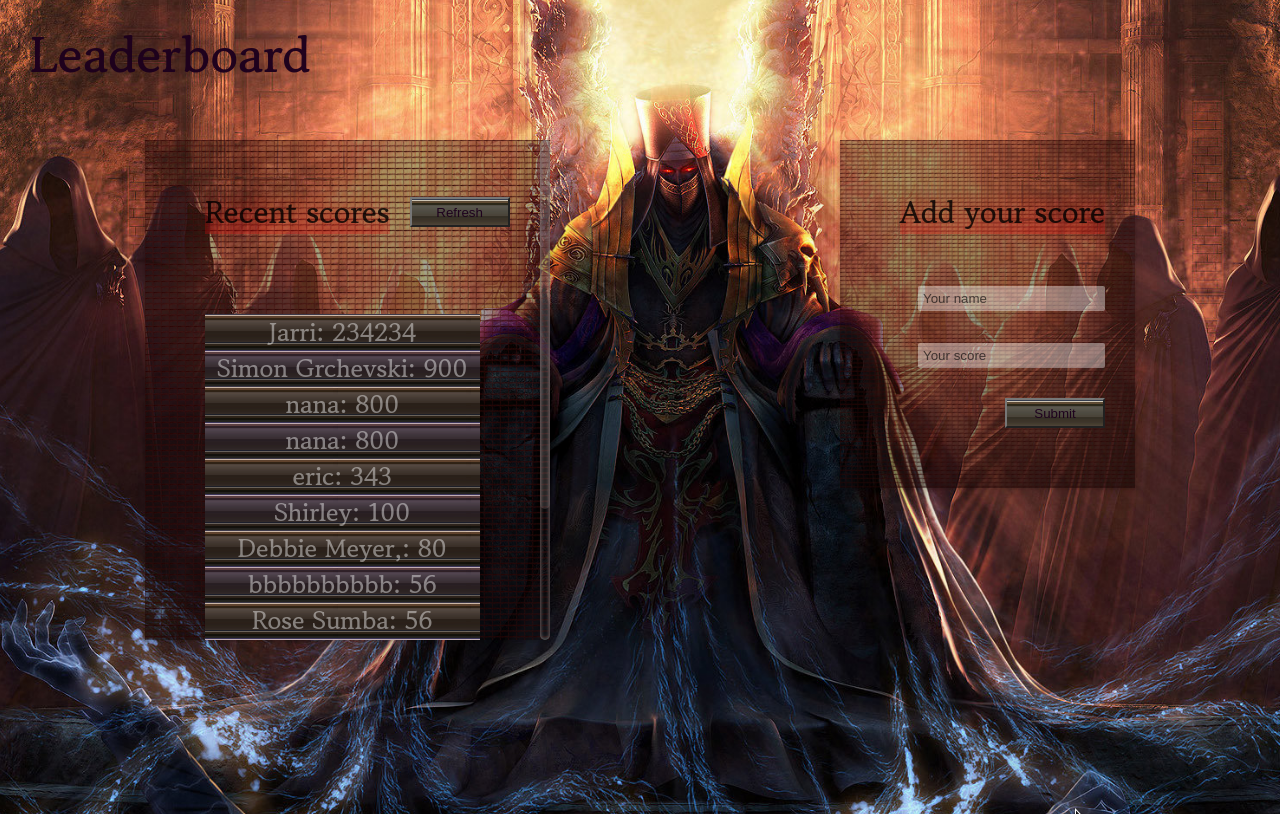 Leaderboard
Recent scores
Refresh
Jarri: 234234
Simon Grchevski: 900
nana: 800
nana: 800
eric: 343
Shirley: 100
Debbie Meyer,: 80
bbbbbbbbbb: 56
Rose Sumba: 56
Add your score
Your name
Your score
Submit